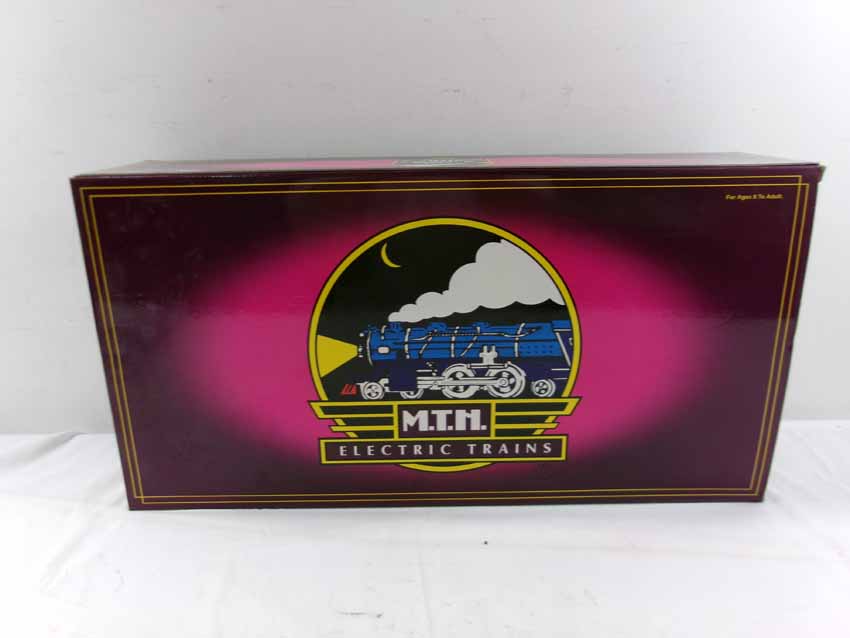 For Ages 8 To Adult
M.T.H.
ELECTRIC TRAINS